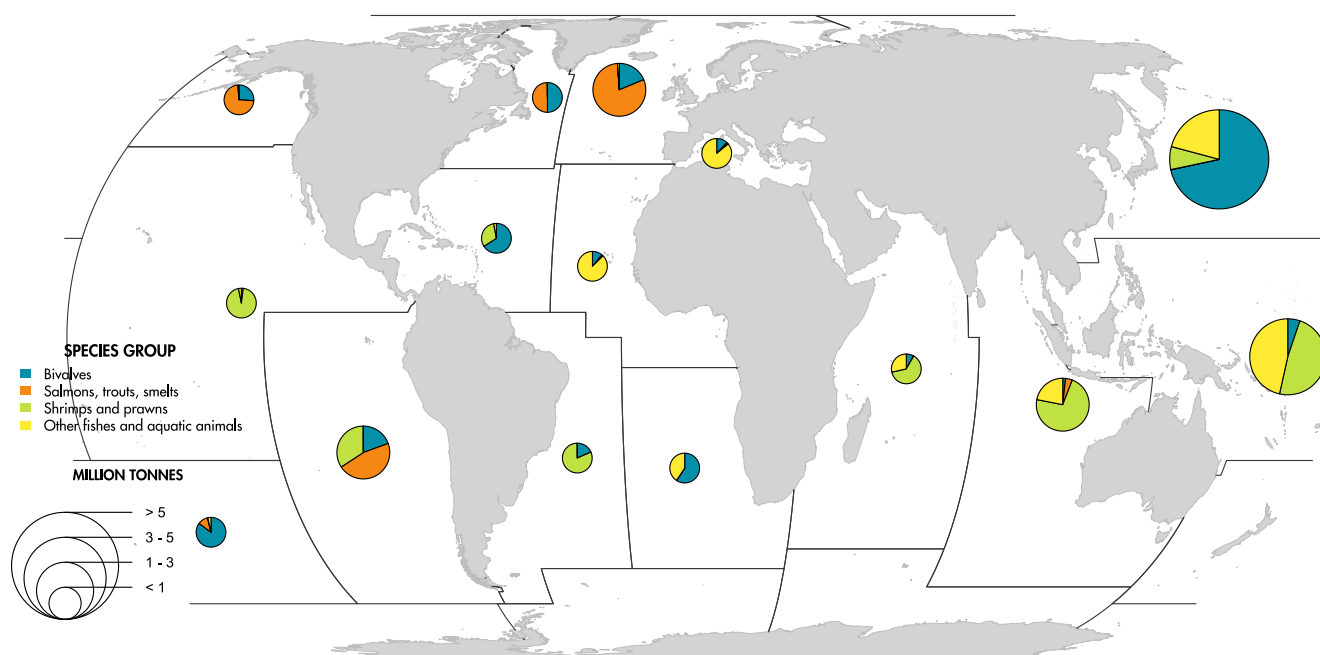 SPECIES GROUP
Bivalves
Salmons, trouts, smelts
Shrimps and prawns
Other fishes and aquatic animals
MILLION TONNES
> 5
3 - 5
1 - 3
< 1